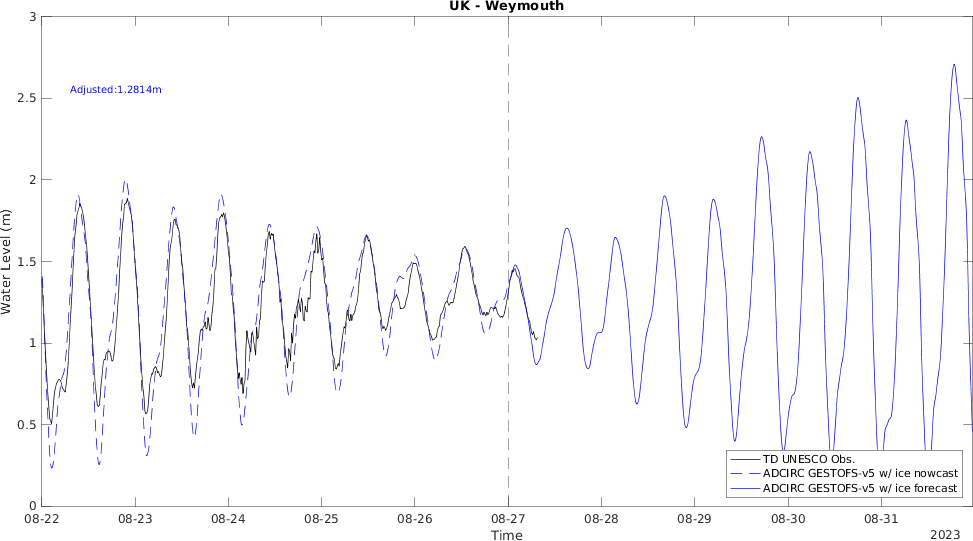 UK - Weymouth
3
2.5
2
1.5
1
0.5
0
Water Level (m)
Adjusted:1.2814m
TD UNESCO Obs.
ADCIRC GESTOFS-v5 w/ ice nowcast
ADCIRC GESTOFS-v5 w/ ice forecast
08-22 08-23 08-24 08-25 08-26 08-27 08-28 08-29 08-30 08-31
Time
2023